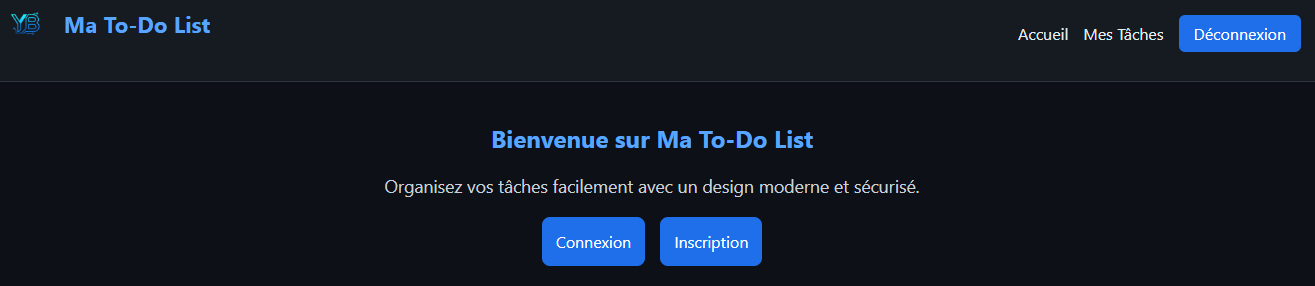 YB Ma To-Do List
Accueil Mes Tâches Déconnexion
Bienvenue sur Ma To-Do List
Organisez vos tâches facilement avec un design moderne et sécurisé.
Connexion Inscription